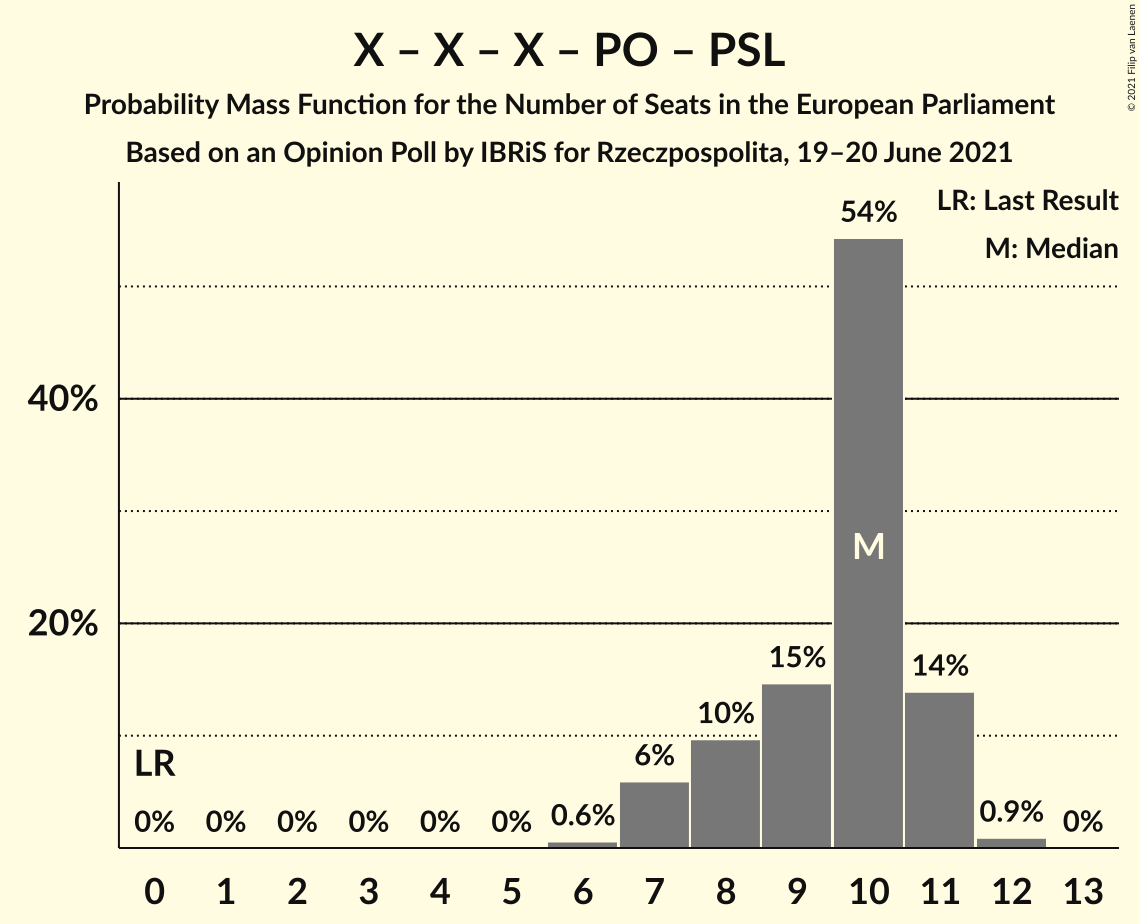 X – X – X – PO – PSL
Probability Mass Function for the Number of Seats in the European Parliament
Based on an Opinion Poll by IBRiS for Rzeczpospolita, 19–20 June 2021
© 2021 Filip van Laenen
LR: Last Result
M: Median
54%
40%
M
20%
15%
14%
10%
6%
LR
0%
0%
0%
0%
0%
0%
0.6%
0.9%
0%
0 1 2 3 4 5 6 7 8 9 10 11 12 13